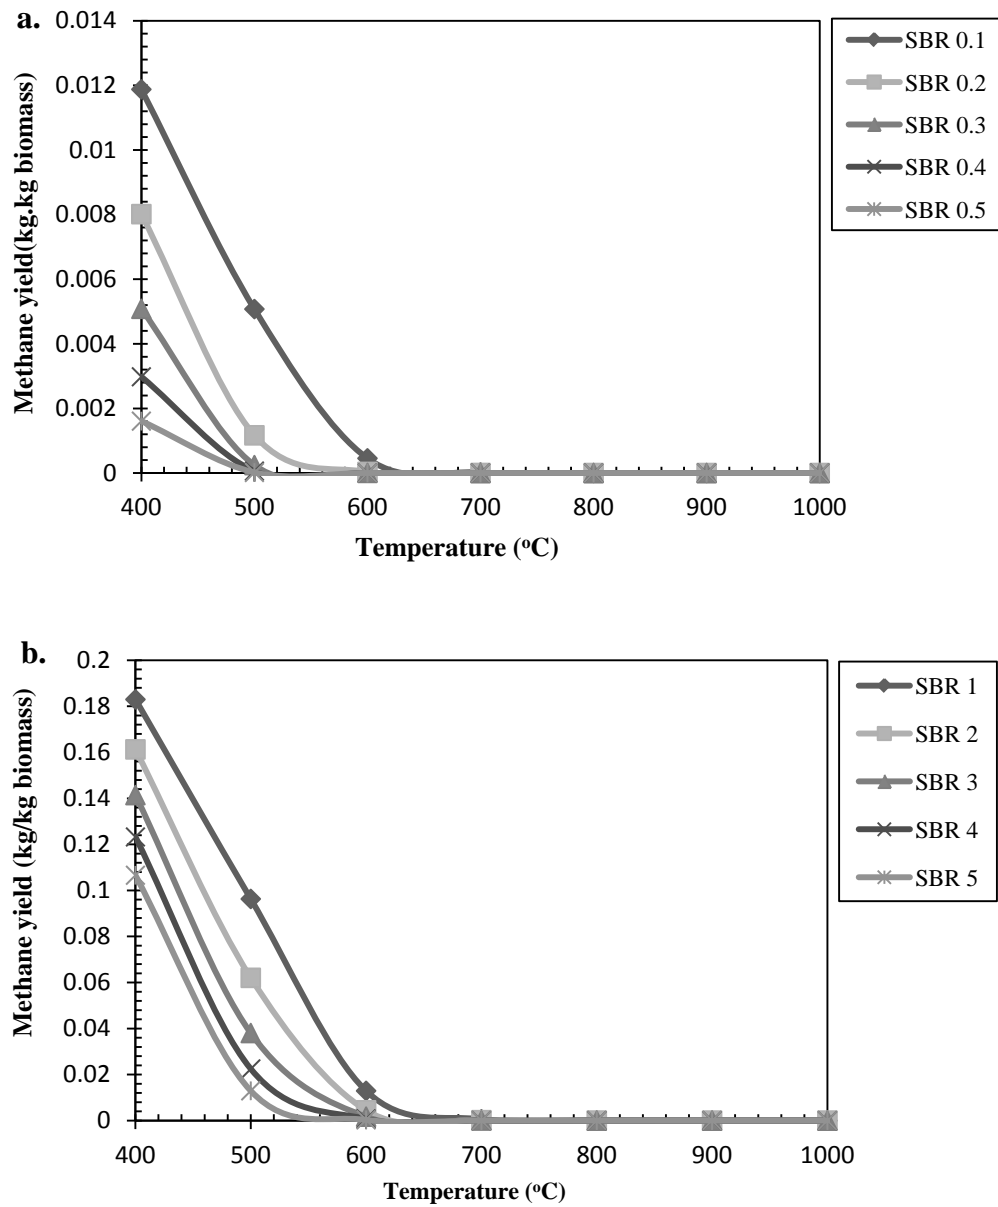 a.
0.014
0.012
0.01
0.008
0.006
0.004
0.002
0
Methane yield(kg.kg biomass)
400 500 600 700 800 900 1000
Temperature (ºC)
SBR 0.1
SBR 0.2
SBR 0.3
SBR 0.4
SBR 0.5
b.
0.2
0.18
0.16
0.14
0.12
0.1
0.08
0.06
0.04
0.02
0
Methane yield (kg/kg biomass)
400 500 600 700 800 900 1000
Temperature (ºC)
SBR 1
SBR 2
SBR 3
SBR 4
SBR 5